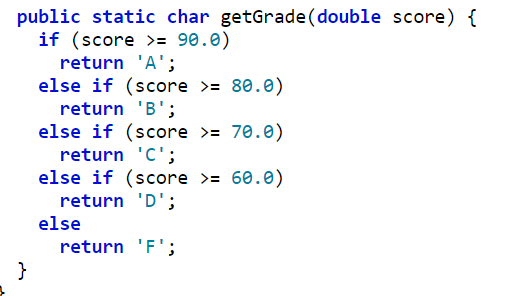 public static char getGrade(double score) {
if (score >= 90.0)
return 'A';
else if (score >= 80.0)
return 'B';
else if (score >= 70.0)
return 'C';
else if (score >= 60.0)
return 'D';
else
return 'F';
}
}